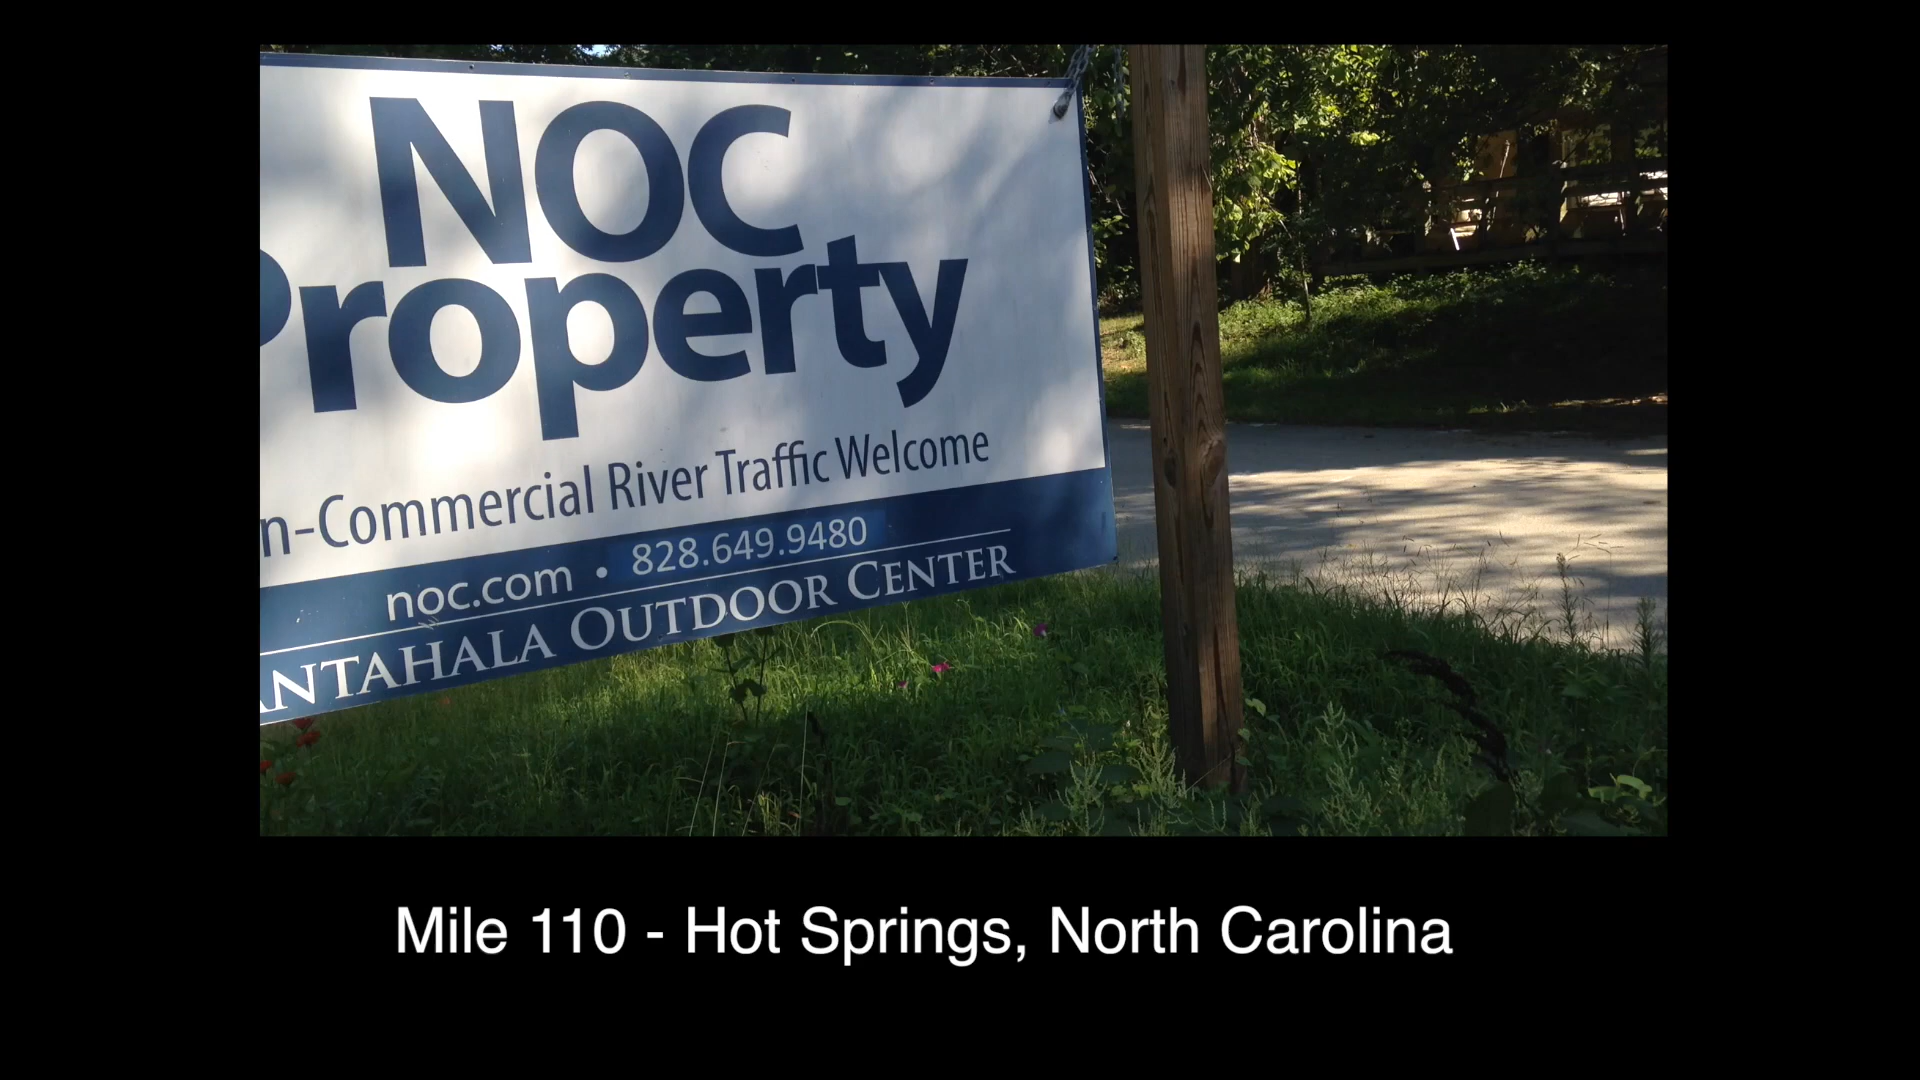 NOC
Property
n-Commercial River Traffic Welcome
noc.com • 828.649.9480
ANTAHALA OUTDOOR CENTER
Mile 110 - Hot Springs, North Carolina